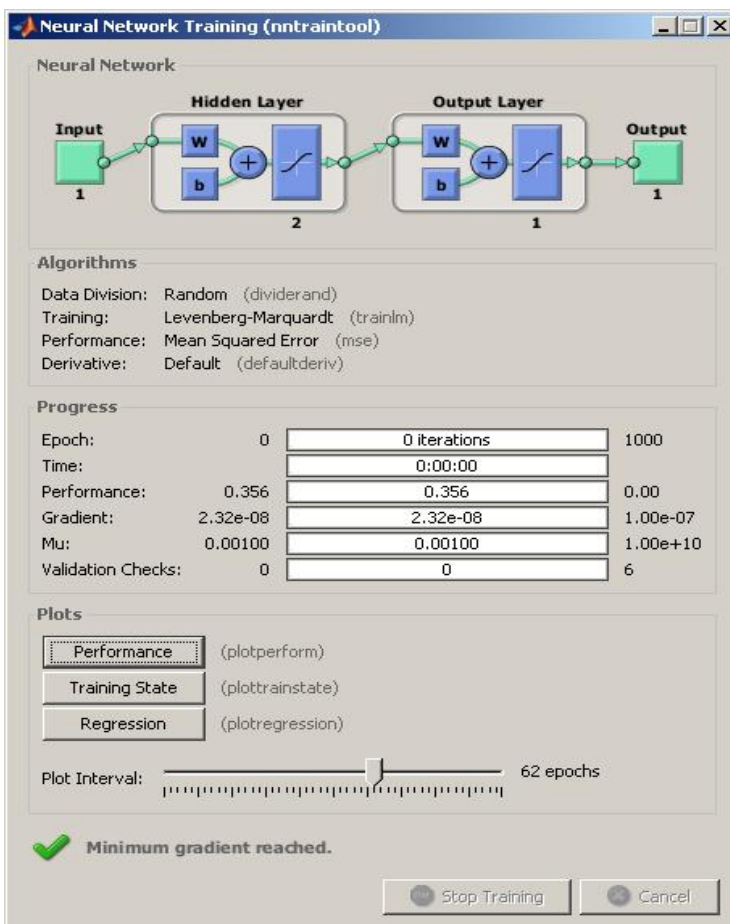 Neural Network Training (nntraintool)
Neural Network
Hidden Layer Output Layer
Input Output
W W
b b
1 1
2 1
Algorithms
Data Division: Random (dividerand)
Training: Levenberg-Marquardt (trainlm)
Performance: Mean Squared Error (mse)
Derivative: Default (defaultderiv)
Progress
Epoch: 0 0 iterations 1000
Time: 0:00:00
Performance: 0.356 0.356 0.00
Gradient: 2.32e-08 2.32e-08 1.00e-07
Mu: 0.00100 0.00100 1.00e+10
Validation Checks: 0 0 6
Plots
Performance (plotperform)
Training State (plottrainstate)
Regression (plotregression)
Plot Interval: 62 epochs
Minimum gradient reached.
Stop Training Cancel